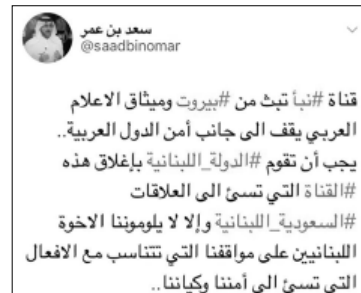 سعد بن عمر
@saadbinomar
قناة #نبأ تبث من #بيروت وميثاق الاعلام
العربي يقف الى جانب أمن الدول العربية..
يجب أن تقوم #الدولة_اللبنانية بإغلاق هذه
#القناة التي تسئ الى العلاقات
#السعودية_اللبنانية وإلا لا يلوموننا الاخوة
اللبنانيين على مواقفنا التي تتناسب مع الافعال
التي تسئ الى أمننا وكياننا..